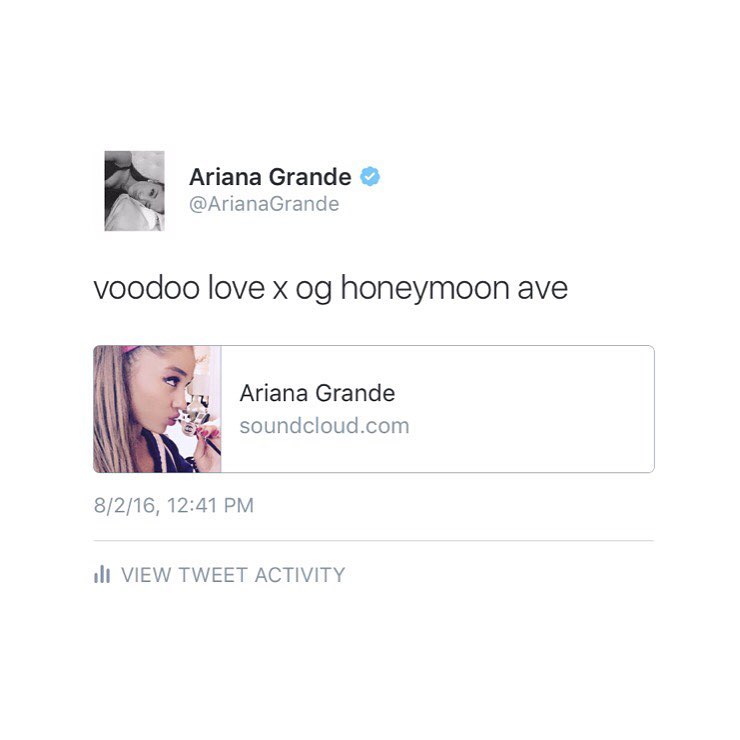 Ariana Grande
@ArianaGrande
voodoo love x og honeymoon ave
Ariana Grande
soundcloud.com
8/2/16, 12:41 PM
VIEW TWEET ACTIVITY